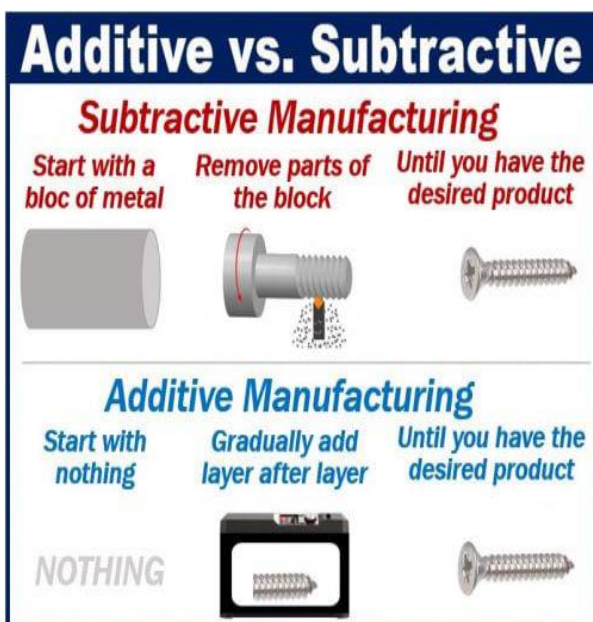 Additive vs. Subtractive
Subtractive Manufacturing
Start with a
bloc of metal
Remove parts of
the block
Until you have the
desired product
Additive Manufacturing
Start with
nothing
Gradually add
layer after layer
Until you have the
desired product
NOTHING